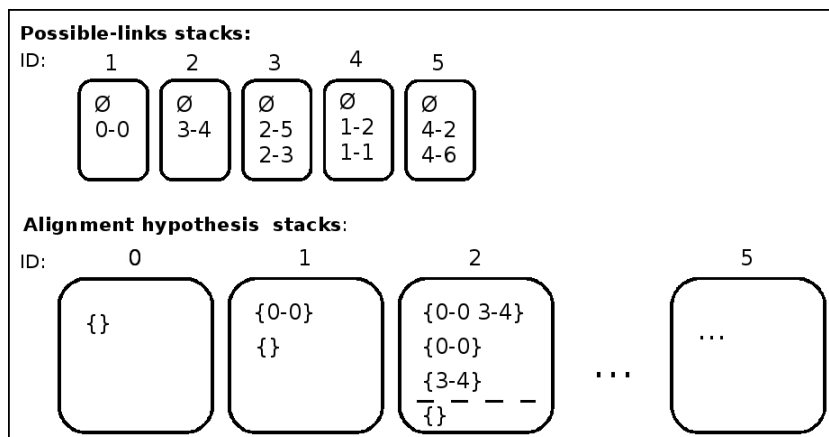 Possible-links stacks:
ID: 1 2 3 4 5
∅ ∅ ∅ ∅ ∅
0-0 3-4 2-5 1-2 4-2
2-3 1-1 4-6
Alignment hypothesis stacks:
ID: 0 1 2 5
{} {0-0} {0-0 3-4} ...
{} {0-0}
{3-4} ...
{}